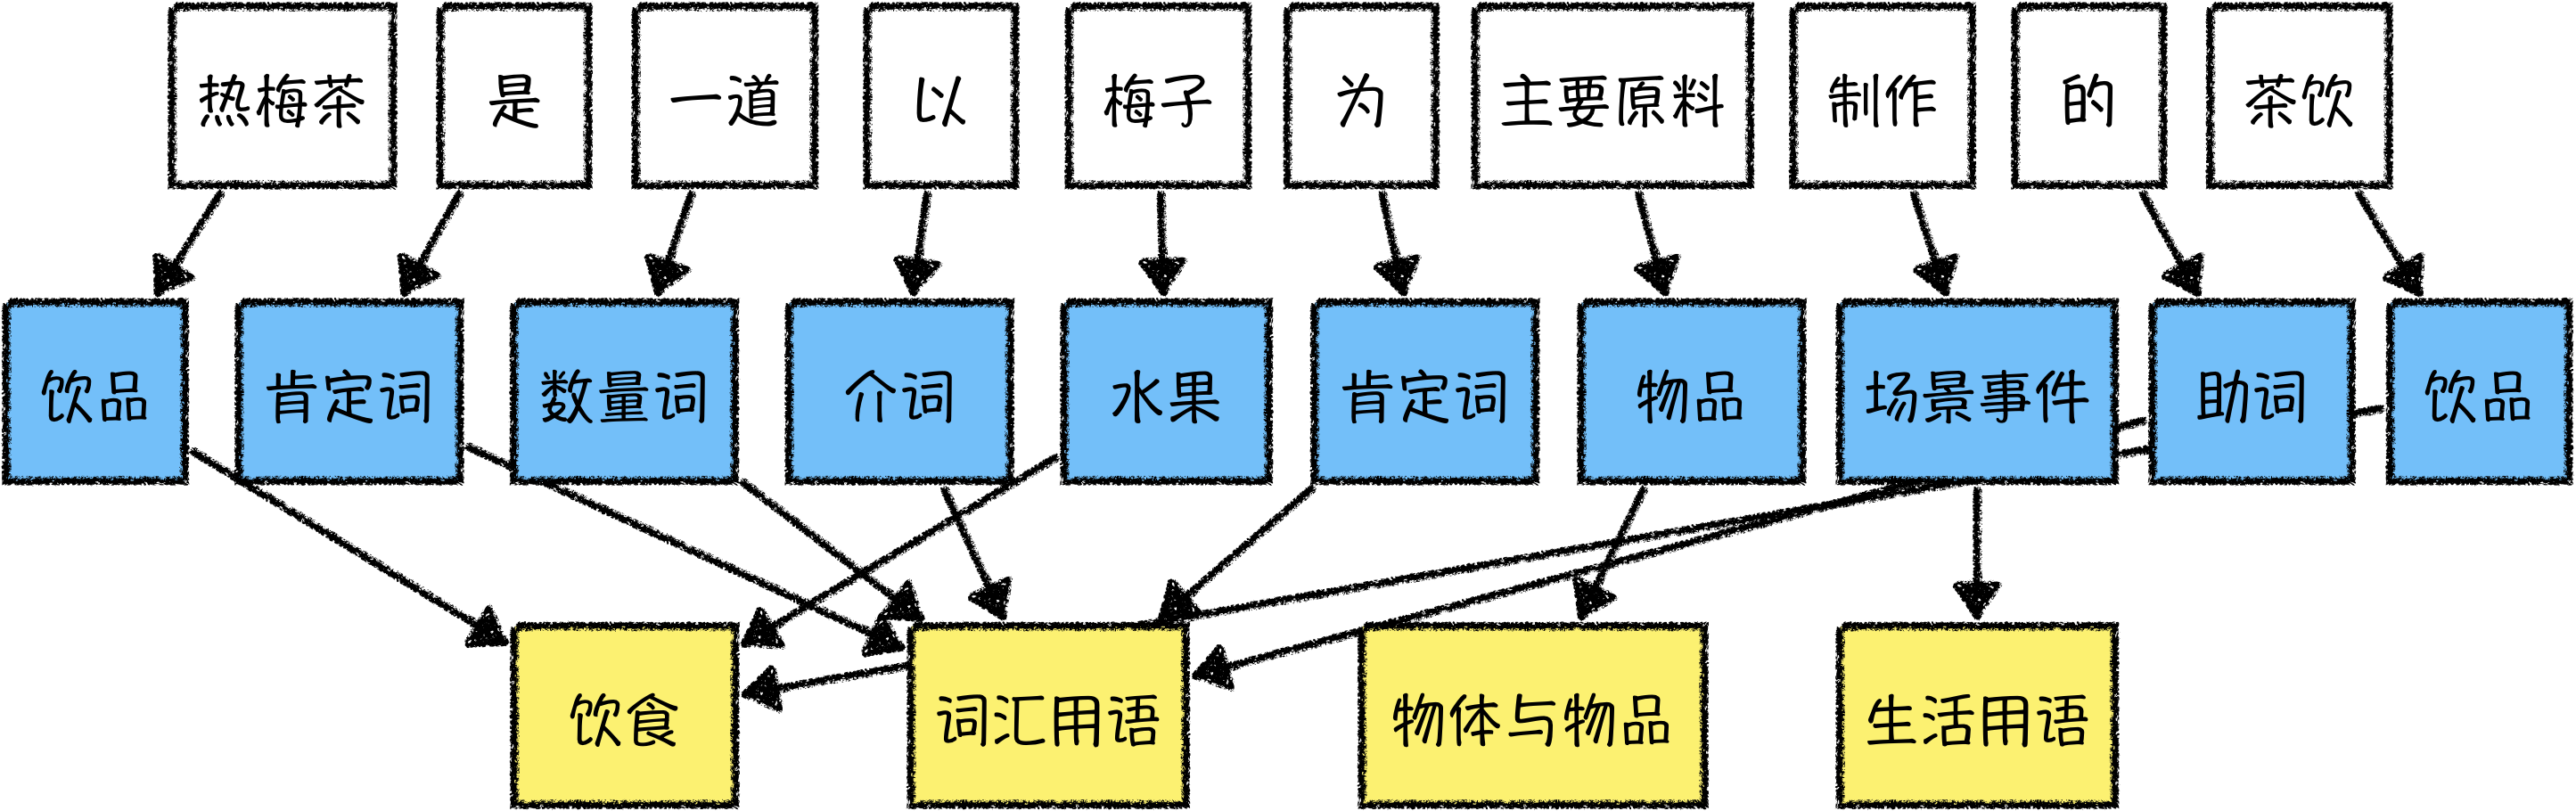 热梅茶 是 一道 以 梅子 为 主要原料 制作 的 茶饮
饮品 肯定词 数量词 介词 水果 肯定词 物品 场景事件 助词 饮品
饮食 词汇用语 物体与物品 生活用语